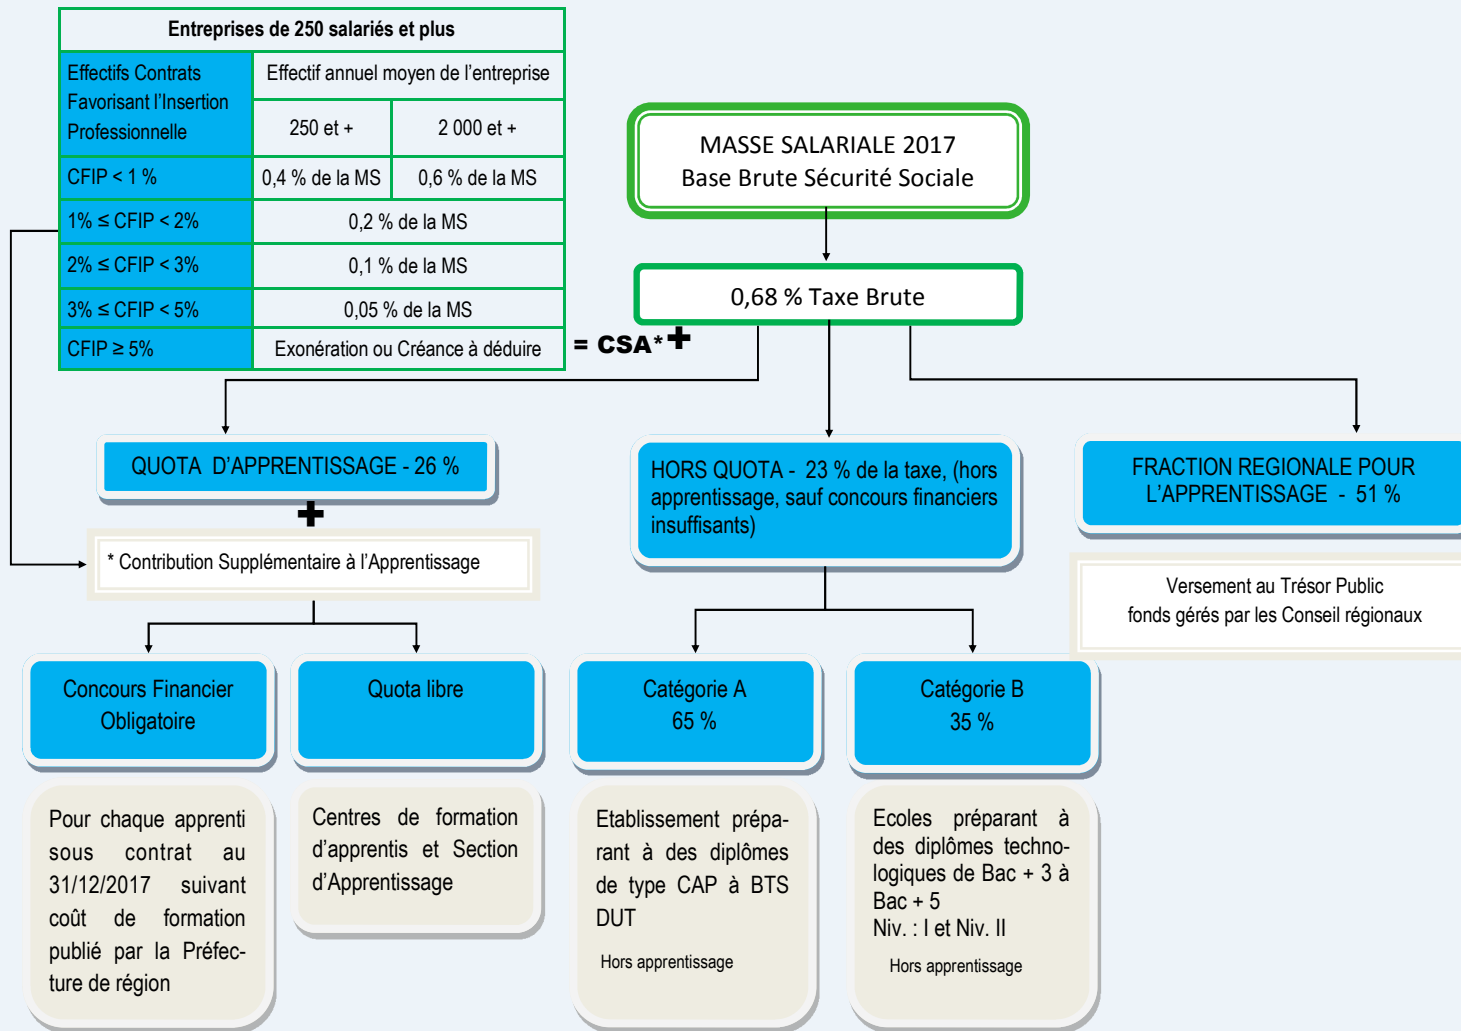 Entreprises de 250 salariés et plus
Effectifs Contrats
Favorisant l'Insertion
Professionnelle
Effectif annuel moyen de l'entreprise
250 et +
2 000 et +
CFIP < 1 %
0,4 % de la MS
0,6 % de la MS
1% ≤ CFIP < 2%
0,2 % de la MS
2% ≤ CFIP < 3%
0,1 % de la MS
3% ≤ CFIP < 5%
0,05 % de la MS
CFIP ≥ 5%
Exonération ou Créance à déduire
= CSA* +
MASSE SALARIALE 2017
Base Brute Sécurité Sociale
0,68 % Taxe Brute
QUOTA D'APPRENTISSAGE - 26 %
+
* Contribution Supplémentaire à l'Apprentissage
HORS QUOTA - 23 % de la taxe, (hors
apprentissage, sauf concours financiers
insuffisants)
FRACTION REGIONALE POUR
L'APPRENTISSAGE - 51 %
Versement au Trésor Public
fonds gérés par les Conseil régionaux
Concours Financier
Obligatoire
Quota libre
Catégorie A
65 %
Catégorie B
35 %
Pour chaque apprenti
sous contrat au
31/12/2017 suivant
coût de formation
publié par la Préfec-
ture de région
Centres de formation
d'apprentis et Section
d'Apprentissage
Etablissement prépa-
rant à des diplômes
de type CAP à BTS
DUT
Hors apprentissage
Ecoles préparant à
des diplômes techno-
logiques de Bac + 3 à
Bac + 5
Niv. : I et Niv. II
Hors apprentissage